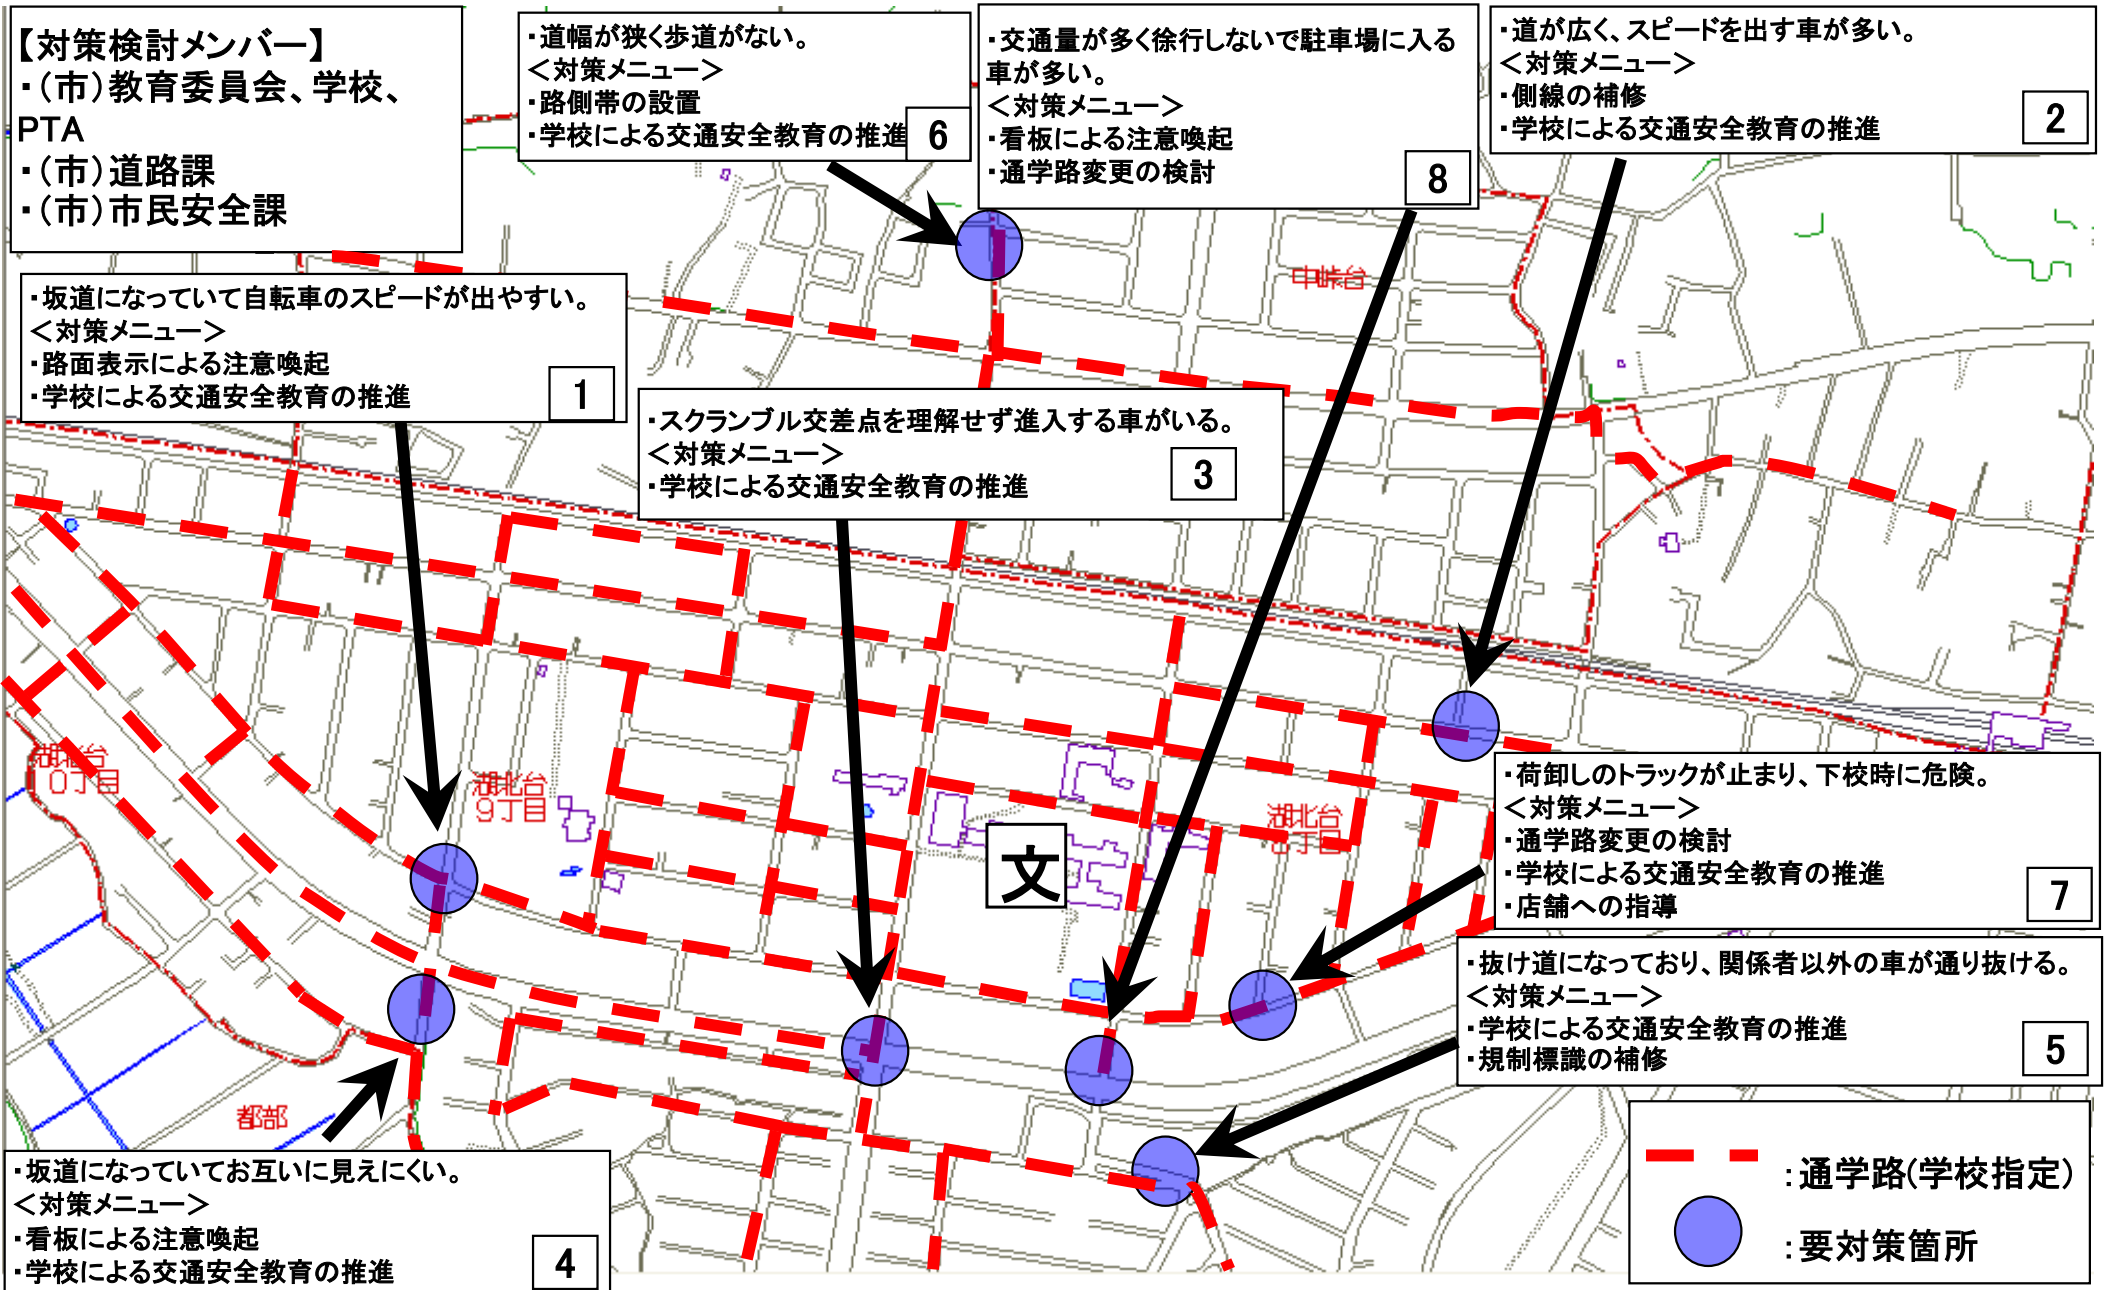 【対策検討メンバー】
・(市)教育委員会、学校、
PTA
・(市)道路課
・(市)市民安全課
・道幅が狭く歩道がない。
＜対策メニュー＞
・路側帯の設置
・学校による交通安全教育の推進
6
・交通量が多く徐行しないで駐車場に入る
車が多い。
＜対策メニュー＞
・看板による注意喚起
・通学路変更の検討
8
・道が広く、スピードを出す車が多い。
＜対策メニュー＞
・側線の補修
・学校による交通安全教育の推進
2
・坂道になっていて自転車のスピードが出やすい。
＜対策メニュー＞
・路面表示による注意喚起
・学校による交通安全教育の推進
1
中峠台
・スクランブル交差点を理解せず進入する車がいる。
＜対策メニュー＞
・学校による交通安全教育の推進
3
湖北台
湖北台
9丁目
湖北台
文
・荷卸しのトラックが止まり、下校時に危険。
＜対策メニュー＞
・通学路変更の検討
・学校による交通安全教育の推進
・店舗への指導
7
・抜け道になっており、関係者以外の車が通り抜ける。
＜対策メニュー＞
・学校による交通安全教育の推進
・規制標識の補修
5
都部
・坂道になっていてお互いに見えにくい。
＜対策メニュー＞
・看板による注意喚起
・学校による交通安全教育の推進
4
:通学路(学校指定)
:要対策箇所